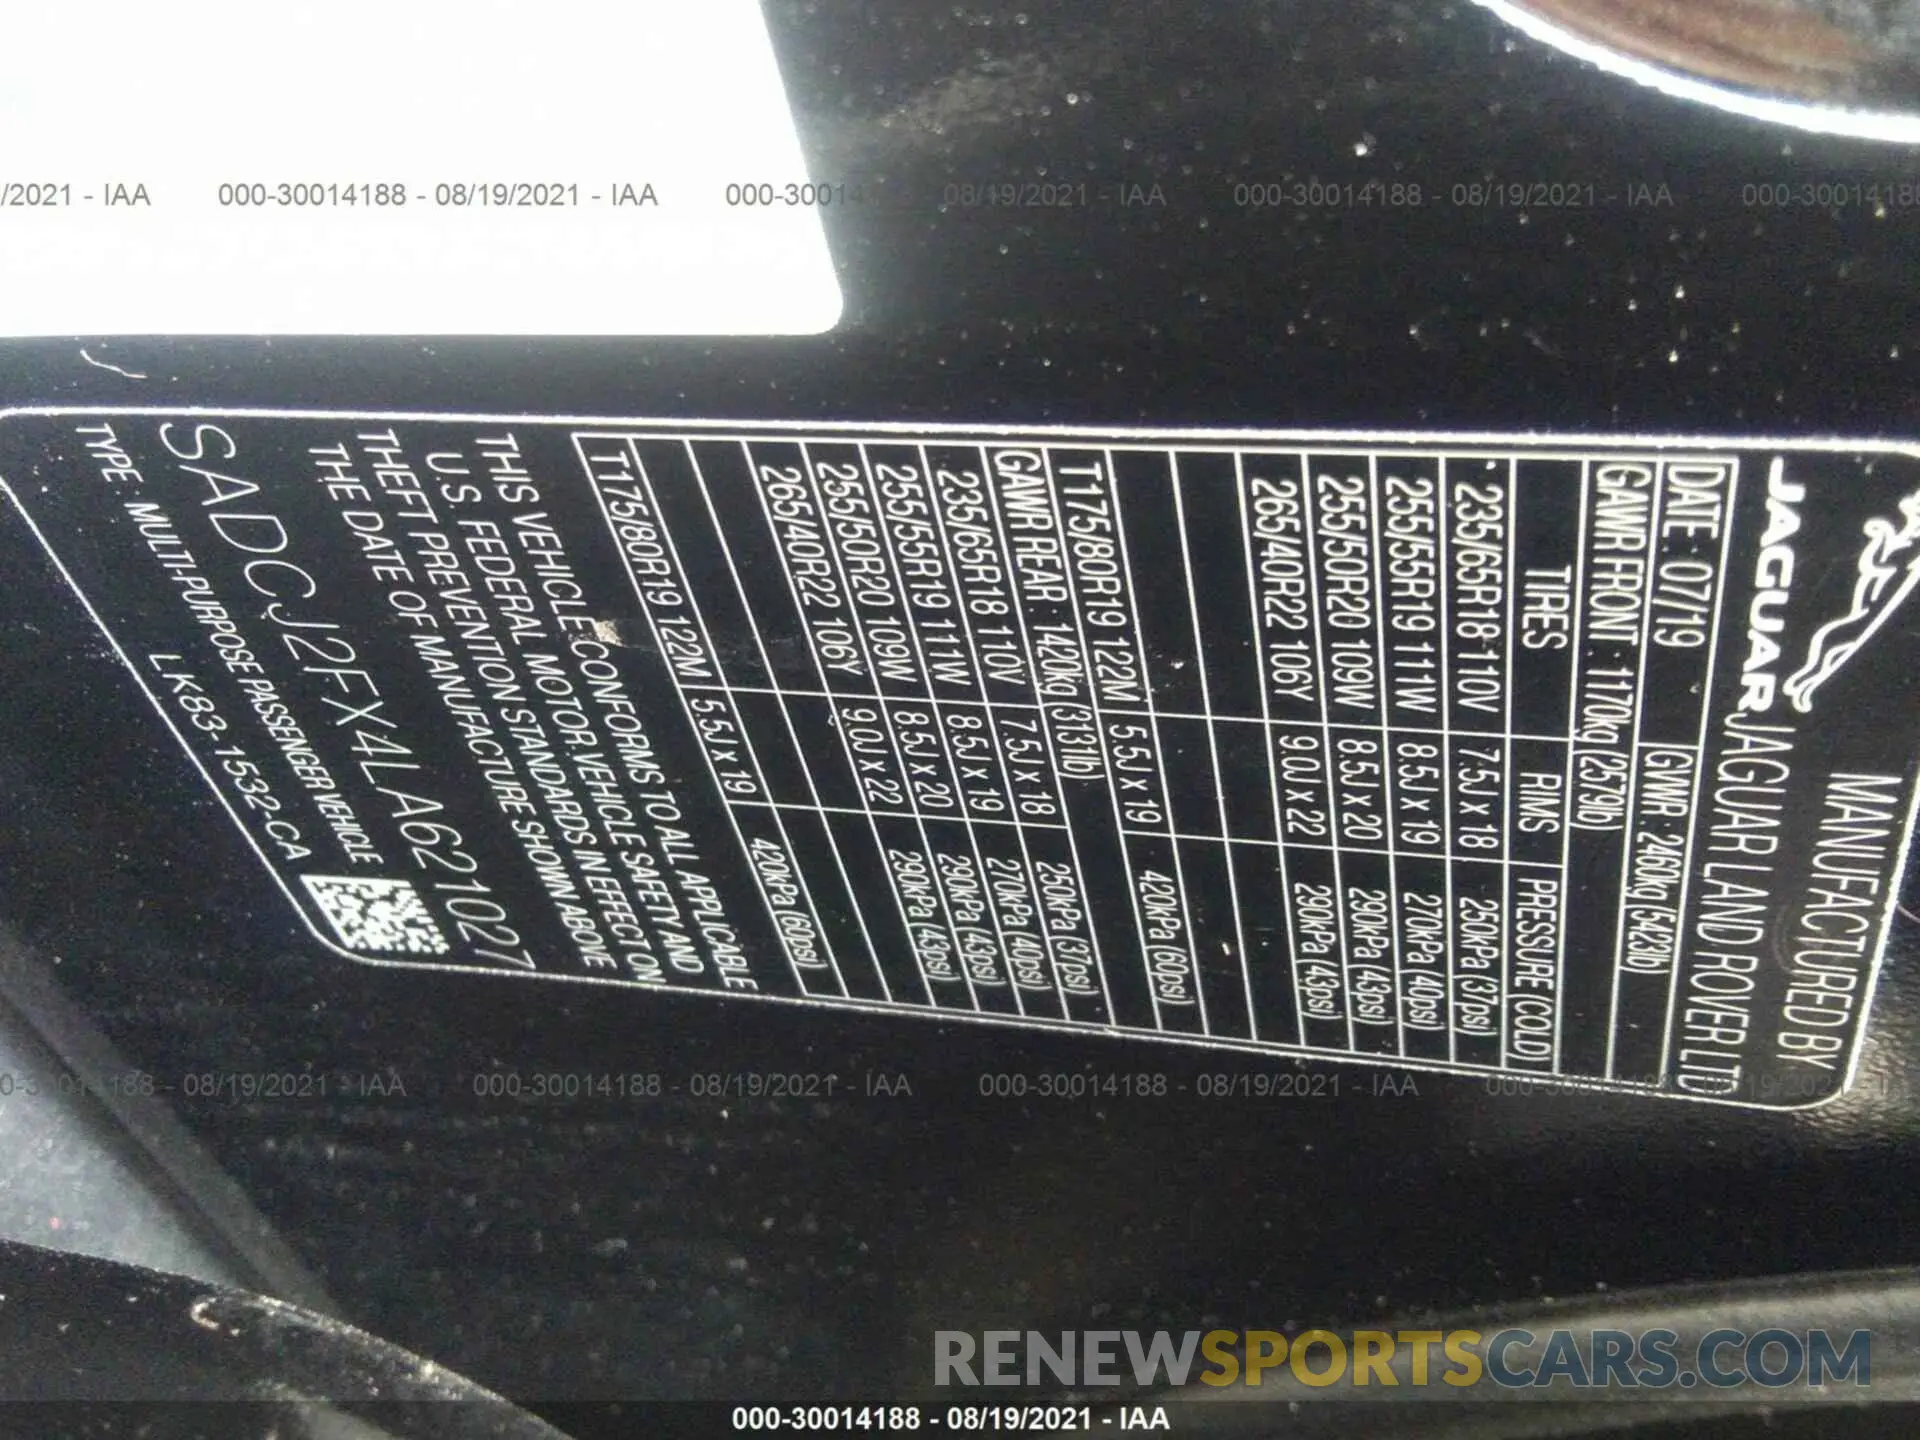 MANUFACTURED BY
JAGUAR JAGUAR LAND ROVER LTD
DATE: 07/19 GWR: 2460kg (5423lb)
GAWR FRONT: 1170kg (2579lb)
TIRES RIMS PRESSURE (COLD)
235/65R18 110V 7.5J x 18 250kPa (37psi)
255/55R19 111W 8.5J x 19 270kPa (40psi)
255/50R20 109W 8.5J x 20 290kPa (43psi)
265/40R22 106Y 9.0J x 22 290kPa (43psi)
T175/80R19 122M 5.5J x 19 420kPa (60psi)
GAWR REAR: 1420kg (3131lb)
235/65R18 110V 7.5J x 18 250kPa (37psi)
255/55R19 111W 8.5J x 19 270kPa (40psi)
255/50R20 109W 8.5J x 20 290kPa (43psi)
265/40R22 106Y 9.0J x 22 290kPa (43psi)
T175/80R19 122M 5.5J x 19 420kPa (60psi)
THIS VEHICLE CONFORMS TO ALL APPLICABLE
U.S. FEDERAL MOTOR VEHICLE SAFETY AND
THEFT PREVENTION STANDARDS IN EFFECT ON
THE DATE OF MANUFACTURE SHOWN ABOVE
SADCJ2FX4LA621027
TYPE: MULTI-PURPOSE PASSENGER VEHICLE
LK83-1532-CA
/2021 - IAA 000-30014188 - 08/19/2021 - IAA 000-30014188 - 08/19/2021 - IAA 000-30014188 - 08/19/2021 - IAA 000-30014188
0-30014188 - 08/19/2021 - IAA 000-30014188 - 08/19/2021 - IAA 000-30014188 - 08/19/2021 - IAA 000-30014188 - 08/19/2021 - IAA
RENEWSPORTSCARS.COM
000-30014188 - 08/19/2021 - IAA